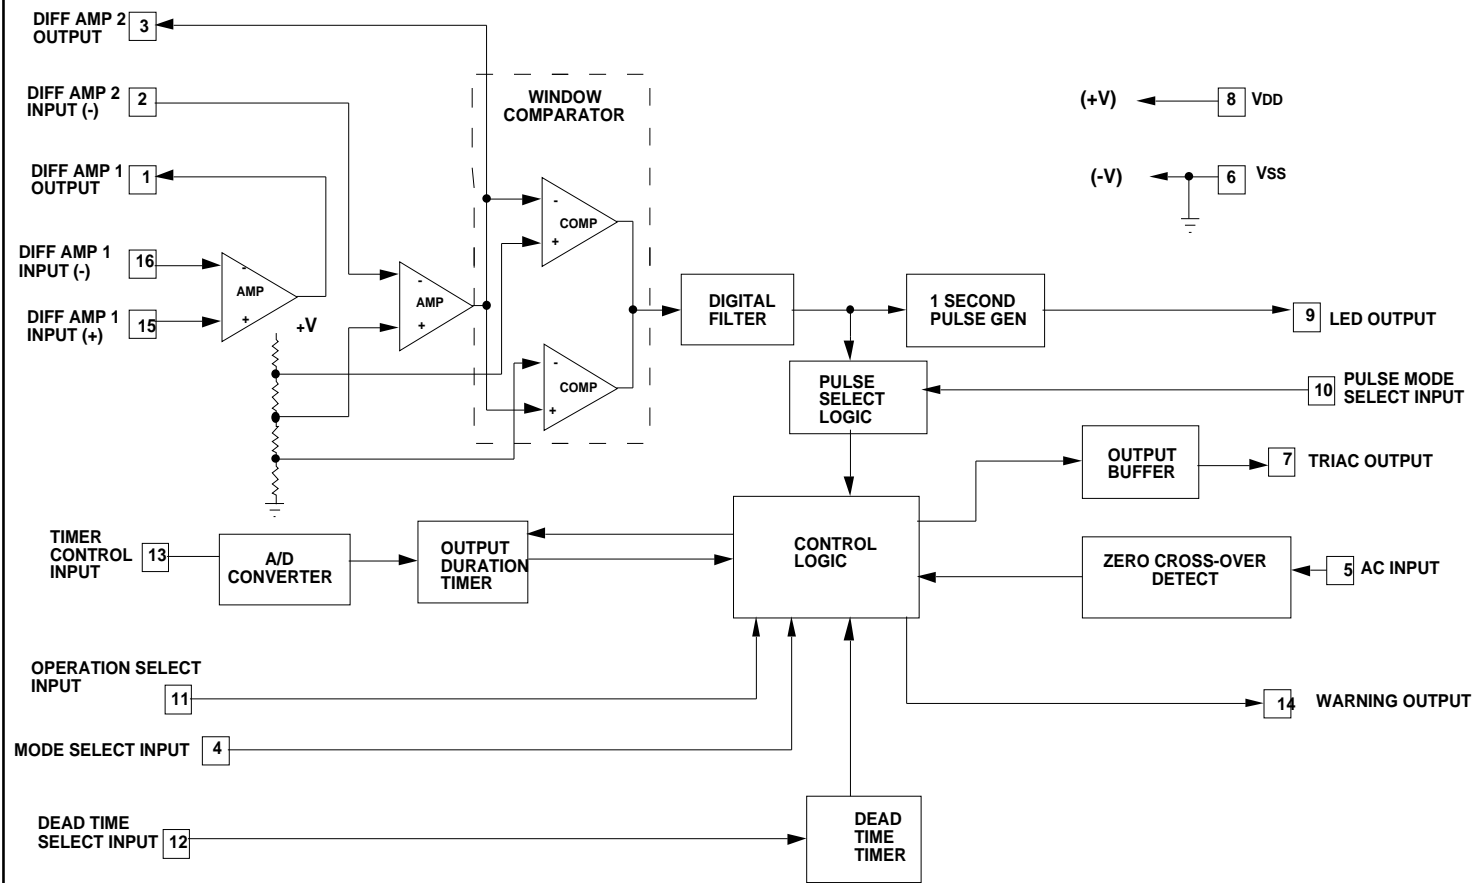 DIFF AMP 2
OUTPUT
3
DIFF AMP 2
INPUT (-)
2
WINDOW
COMPARATOR
(+V)
8
VDD
DIFF AMP 1
OUTPUT
1
(-V)
6
VSS
-
COMP
+
DIFF AMP 1
INPUT (-)
16
-
AMP
+
DIFF AMP 1
INPUT (+)
15
+V
-
AMP
+
DIGITAL
FILTER
1 SECOND
PULSE GEN
9
LED OUTPUT
-
COMP
+
PULSE
SELECT
LOGIC
10
PULSE MODE
SELECT INPUT
OUTPUT
BUFFER
7
TRIAC OUTPUT
TIMER
CONTROL
INPUT
13
A/D
CONVERTER
OUTPUT
DURATION
TIMER
CONTROL
LOGIC
ZERO CROSS-OVER
DETECT
5
AC INPUT
OPERATION SELECT
INPUT
11
14
WARNING OUTPUT
MODE SELECT INPUT
4
DEAD TIME
SELECT INPUT
12
DEAD
TIME
TIMER